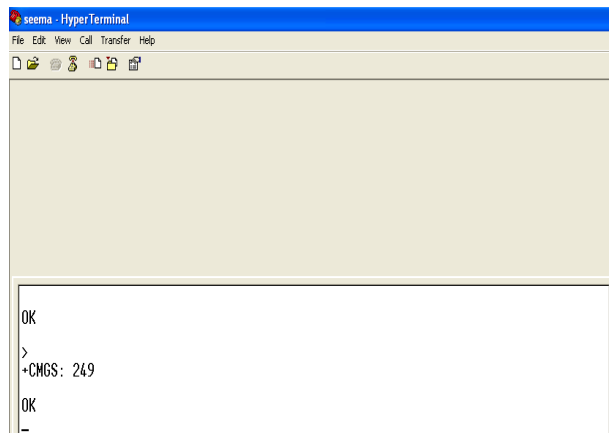 seema - HyperTerminal
File Edit View Call Transfer Help
OK
>
+CMGS: 249
OK
_